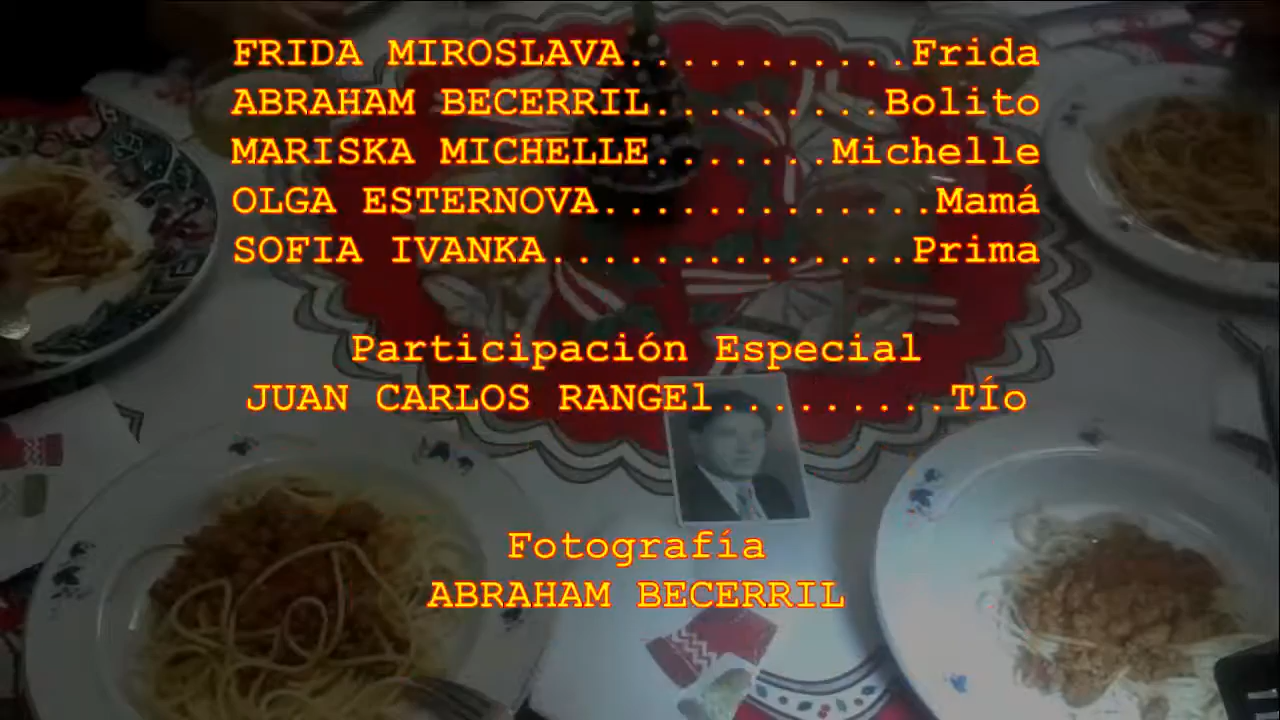 FRIDA MIROSLAVA...........Frida
ABRAHAM BECERRIL.........Bolito
MARISKA MICHELLE.......Michelle
OLGA ESTERNOVA.............Mamá
SOFIA IVANKA..............Prima
Participación Especial
JUAN CARLOS RANGEl.........TÍo
Fotografía
ABRAHAM BECERRIL